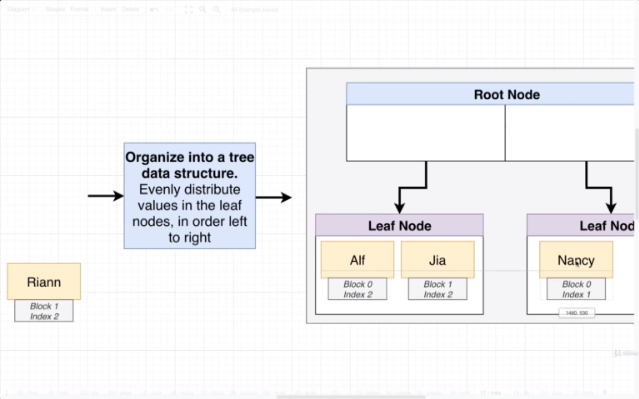 Root Node
Organize into a tree
data structure.
Evenly distribute
values in the leaf
nodes, in order left
to right
Leaf Node
Leaf Nod
Alf
Jia
Nancy
Riann
Block 0
Index 2
Block 1
Index 2
Block 0
Index 1
Block 1
Index 2